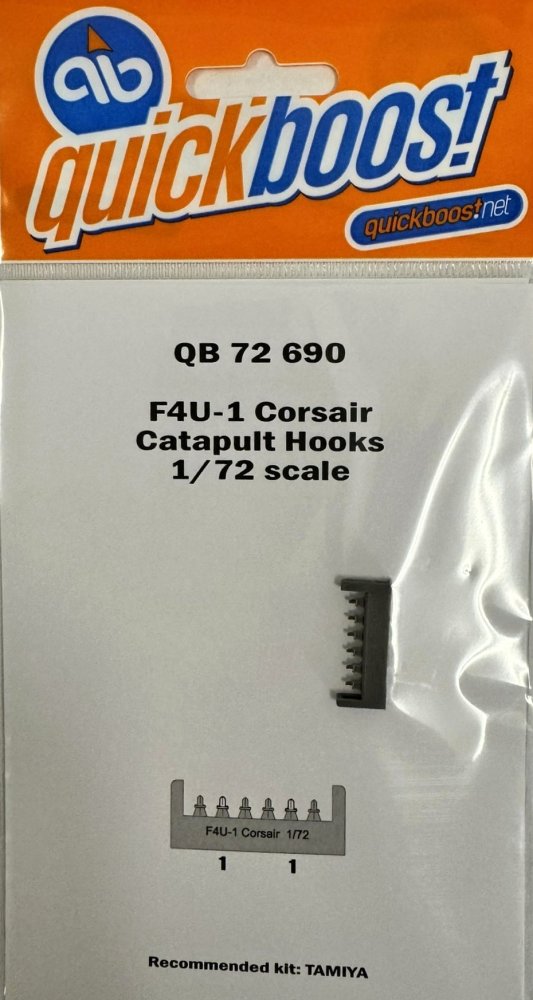 qb
quickboost
quickboost.net
QB 72 690
F4U-1 Corsair
Catapult Hooks
1/72 scale
F4U-1 Corsair 1/72
1 1
Recommended kit: TAMIYA